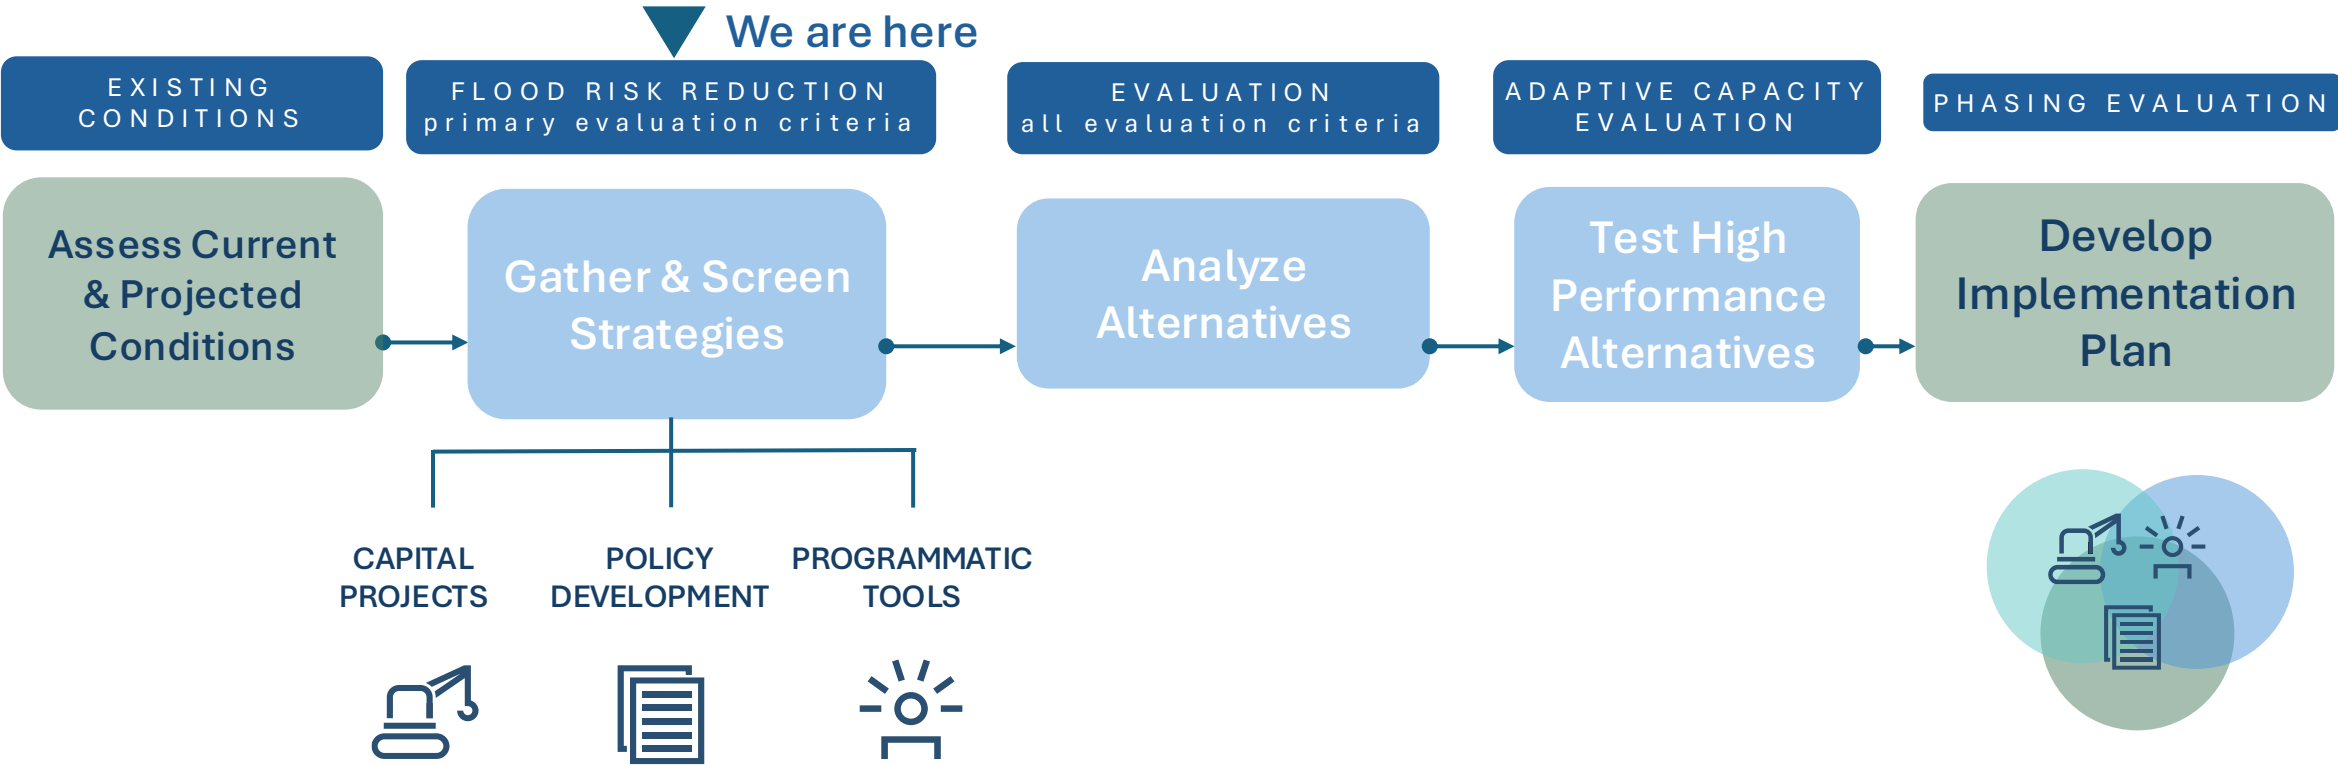 We are here
EXISTING
CONDITIONS
FLOOD RISK REDUCTION
primary evaluation criteria
EVALUATION
all evaluation criteria
ADAPTIVE CAPACITY
EVALUATION
PHASING EVALUATION
Assess Current
& Projected
Conditions
Gather & Screen
Strategies
Analyze
Alternatives
Test High
Performance
Alternatives
Develop
Implementation
Plan
CAPITAL
PROJECTS
POLICY
DEVELOPMENT
PROGRAMMATIC
TOOLS